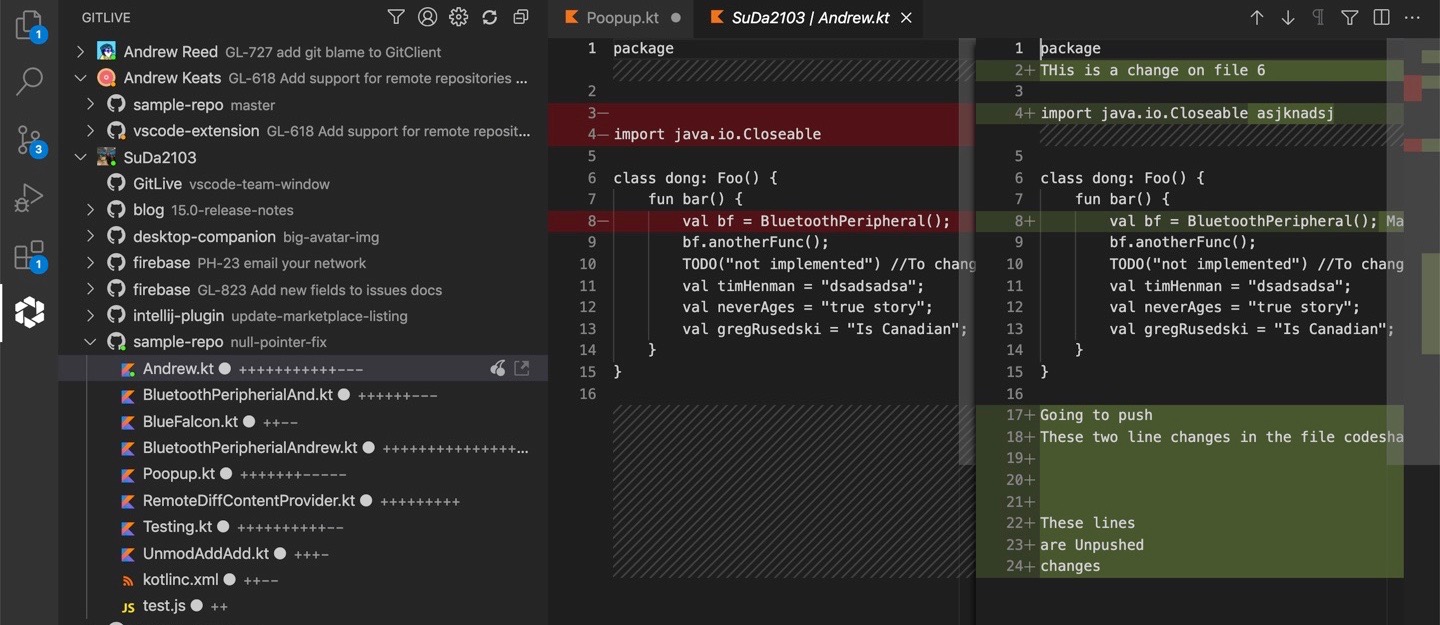 GITLIVE
1
3
1
Andrew Reed GL-727 add git blame to GitClient
Andrew Keats GL-618 Add support for remote repositories ...
sample-repo master
vscode-extension GL-618 Add support for remote reposit...
SuDa2103
GitLive vscode-team-window
blog 15.0-release-notes
desktop-companion big-avatar-img
firebase PH-23 email your network
firebase GL-823 Add new fields to issues docs
intellij-plugin update-marketplace-listing
sample-repo null-pointer-fix
Andrew.kt ● +++++++++++---
BluetoothPeripherialAnd.kt ● ++++++---
BlueFalcon.kt ● ++--
BluetoothPeripherialAndrew.kt ● +++++++++++++++...
Poopup.kt ● +++++++-----
RemoteDiffContentProvider.kt ● +++++++++
Testing.kt ● ++++++++++--
UnmodAddAdd.kt ● +++-
kotlinc.xml ● ++--
JS test.js ● ++
Poopup.kt ●
SuDa2103 | Andrew.kt ×
1 package
2
3—
4— import java.io.Closeable
5
6 class dong: Foo() {
7 fun bar() {
8— val bf = BluetoothPeripheral();
9 bf.anotherFunc();
10 TODO("not implemented") //To chang
11 val timHenman = "dsadsadsa";
12 val neverAges = "true story";
13 val gregRusedski = "Is Canadian";
14 }
15 }
16
1 package
2+ THis is a change on file 6
3
4+ import java.io.Closeable asjknadsj
5
6 class dong: Foo() {
7 fun bar() {
8+ val bf = BluetoothPeripheral(); Ma
9 bf.anotherFunc();
10 TODO("not implemented") //To chang
11 val timHenman = "dsadsadsa";
12 val neverAges = "true story";
13 val gregRusedski = "Is Canadian";
14 }
15 }
16
17+ Going to push
18+ These two line changes in the file codesha
19+
20+
21+
22+ These lines
23+ are Unpushed
24+ changes